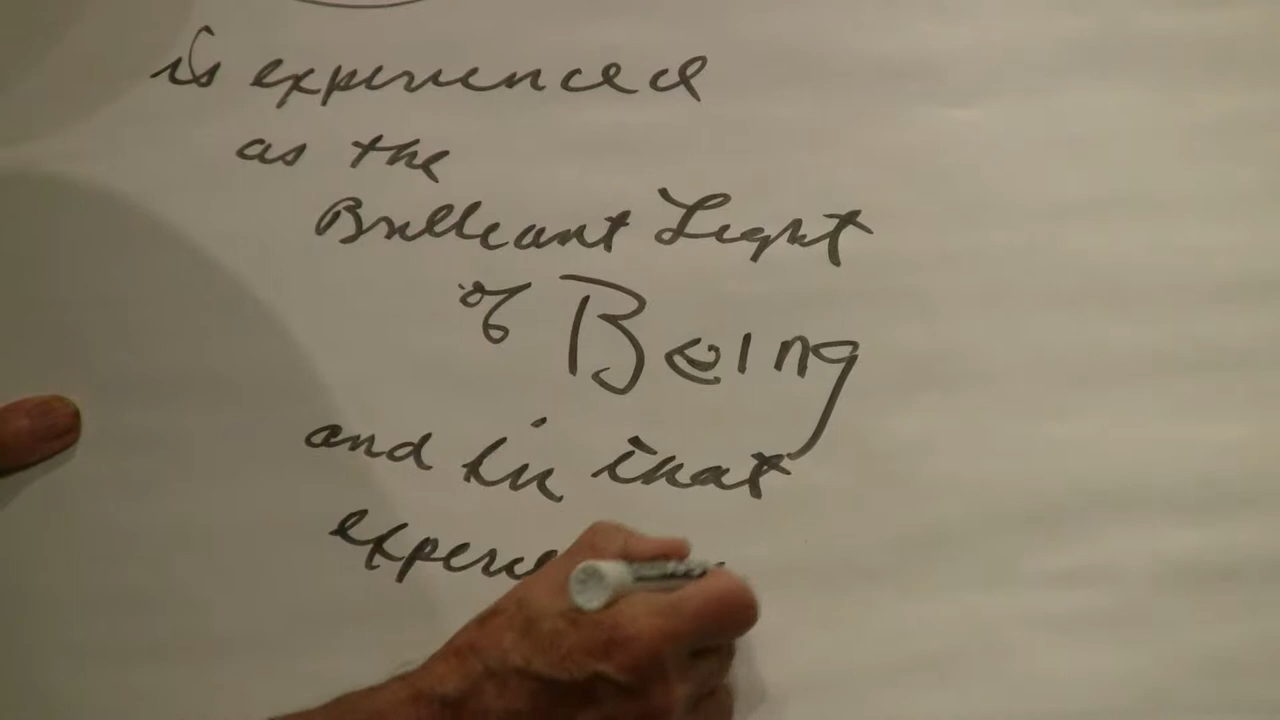 is experienced
as the
Brilliant Light
of Being
and in that